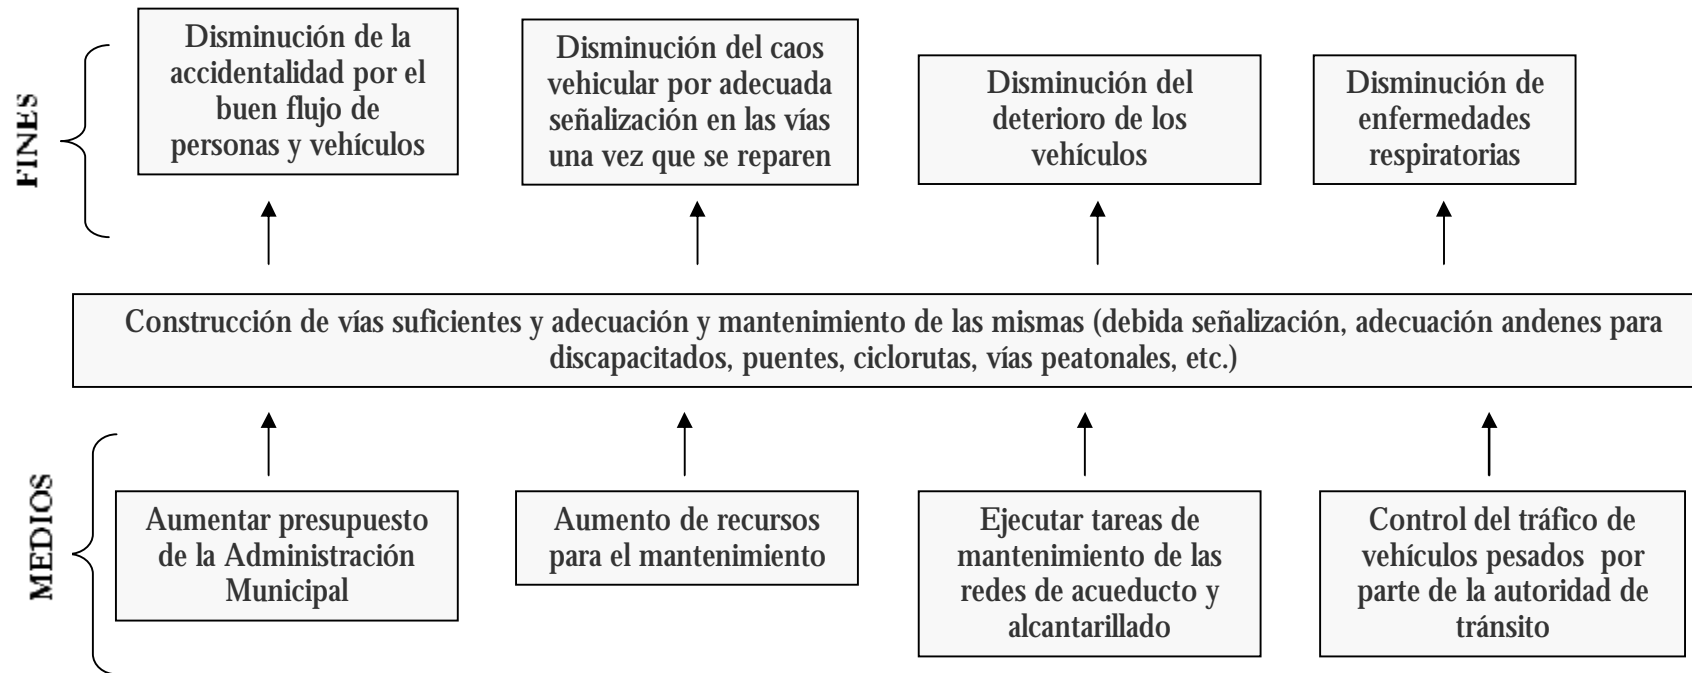 FINES
Disminución de la
accidentalidad por el
buen flujo de
personas y vehículos
Disminución del caos
vehicular por adecuada
señalización en las vías
una vez que se reparen
Disminución del
deterioro de los
vehículos
Disminución de
enfermedades
respiratorias
Construcción de vías suficientes y adecuación y mantenimiento de las mismas (debida señalización, adecuación andenes para
discapacitados, puentes, ciclorutas, vías peatonales, etc.)
MEDIOS
Aumentar presupuesto
de la Administración
Municipal
Aumento de recursos
para el mantenimiento
Ejecutar tareas de
mantenimiento de las
redes de acueducto y
alcantarillado
Control del tráfico de
vehículos pesados por
parte de la autoridad de
tránsito